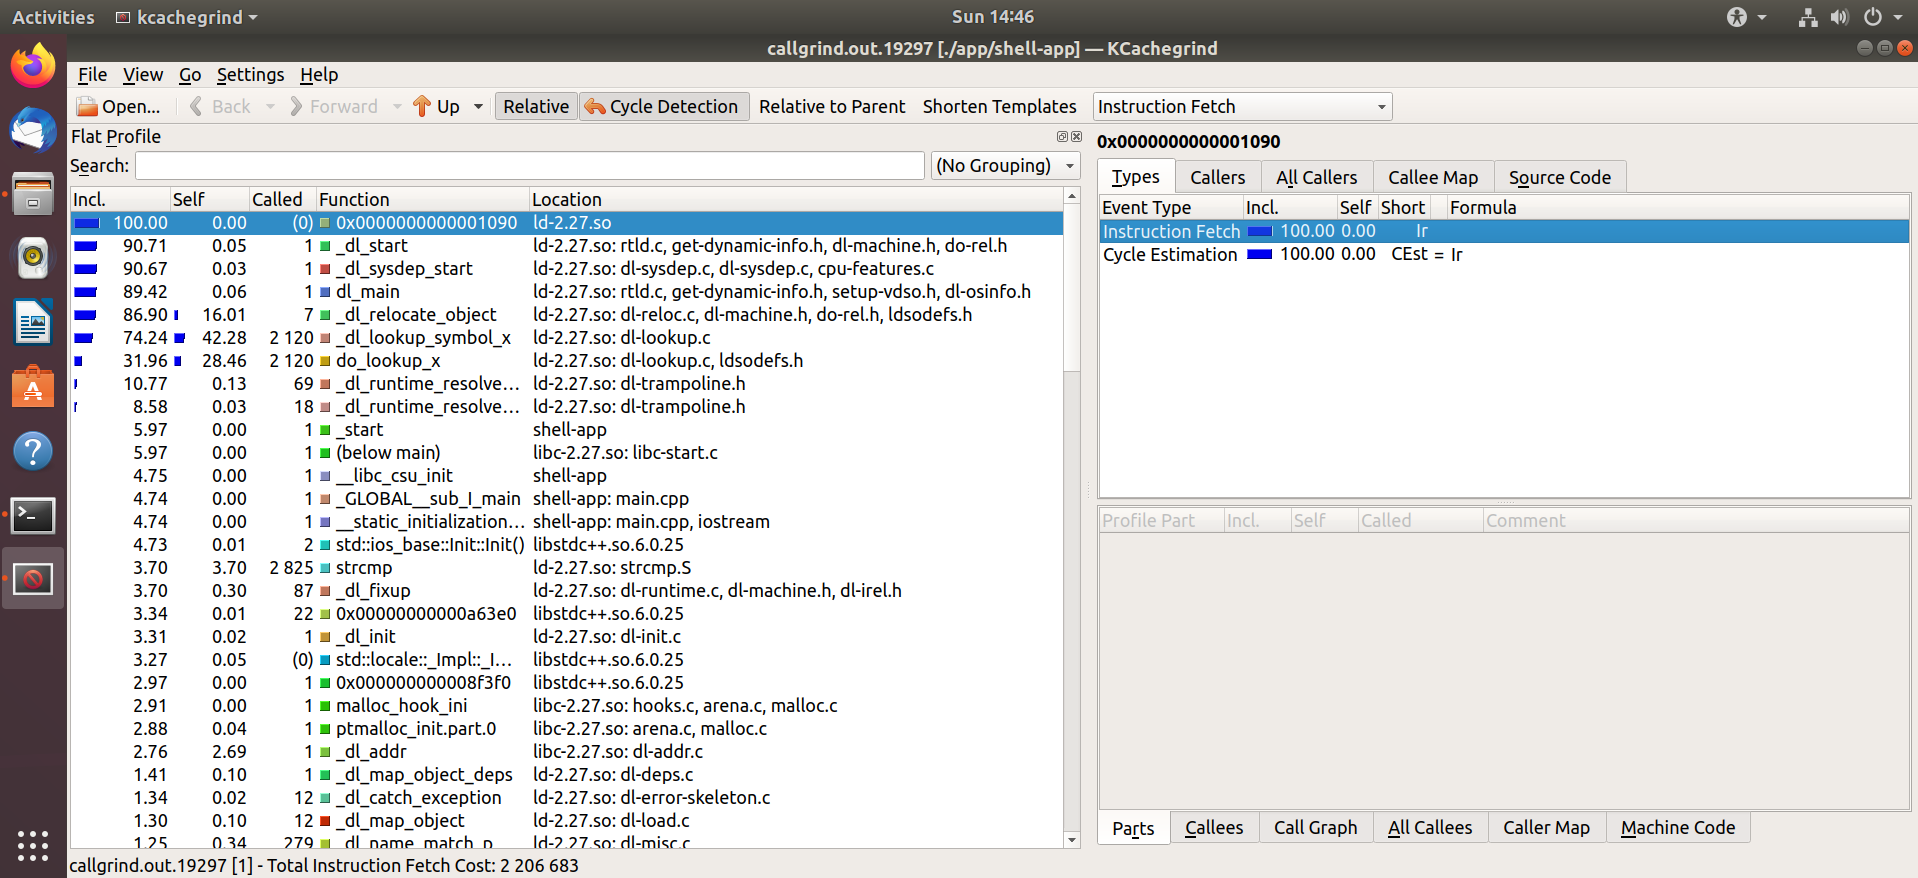 Activities kcachegrind Sun 14:46
callgrind.out.19297 [./app/shell-app] — KCachegrind
File View Go Settings Help
Open... Back Forward Up Relative Cycle Detection Relative to Parent Shorten Templates Instruction Fetch
Flat Profile
Search: (No Grouping)
Incl. Self Called Function Location
100.00 0.00 (0) 0x0000000000001090 ld-2.27.so
90.71 0.05 1 _dl_start ld-2.27.so: rtld.c, get-dynamic-info.h, dl-machine.h, do-rel.h
90.67 0.03 1 _dl_sysdep_start ld-2.27.so: dl-sysdep.c, dl-sysdep.c, cpu-features.c
89.42 0.06 1 dl_main ld-2.27.so: rtld.c, get-dynamic-info.h, setup-vdso.h, dl-osinfo.h
86.90 16.01 7 _dl_relocate_object ld-2.27.so: dl-reloc.c, dl-machine.h, do-rel.h, ldsodefs.h
74.24 42.28 2 120 _dl_lookup_symbol_x ld-2.27.so: dl-lookup.c
31.96 28.46 2 120 do_lookup_x ld-2.27.so: dl-lookup.c, ldsodefs.h
10.77 0.13 69 _dl_runtime_resolve... ld-2.27.so: dl-trampoline.h
8.58 0.03 18 _dl_runtime_resolve... ld-2.27.so: dl-trampoline.h
5.97 0.00 1 _start shell-app
5.97 0.00 1 (below main) libc-2.27.so: libc-start.c
4.75 0.00 1 __libc_csu_init shell-app
4.74 0.00 1 _GLOBAL__sub_I_main shell-app: main.cpp
4.74 0.00 1 __static_initialization... shell-app: main.cpp, iostream
4.73 0.01 2 std::ios_base::Init::Init() libstdc++.so.6.0.25
3.70 3.70 2 825 strcmp ld-2.27.so: strcmp.S
3.70 0.30 87 _dl_fixup ld-2.27.so: dl-runtime.c, dl-machine.h, dl-irel.h
3.34 0.01 22 0x00000000000a63e0 libstdc++.so.6.0.25
3.31 0.02 1 _dl_init ld-2.27.so: dl-init.c
3.27 0.05 (0) std::locale::_Impl::_I... libstdc++.so.6.0.25
2.97 0.00 1 0x000000000008f3f0 libstdc++.so.6.0.25
2.91 0.00 1 malloc_hook_ini libc-2.27.so: hooks.c, arena.c, malloc.c
2.88 0.04 1 ptmalloc_init.part.0 libc-2.27.so: arena.c, malloc.c
2.76 2.69 1 _dl_addr libc-2.27.so: dl-addr.c
1.41 0.10 1 _dl_map_object_deps ld-2.27.so: dl-deps.c
1.34 0.02 12 _dl_catch_exception ld-2.27.so: dl-error-skeleton.c
1.30 0.10 12 _dl_map_object ld-2.27.so: dl-load.c
1.25 0.34 279 _dl_name_match_p ld-2.27.so: dl-misc.c
callgrind.out.19297 [1] - Total Instruction Fetch Cost: 2 206 683
0x0000000000001090
Types Callers All Callers Callee Map Source Code
Event Type Incl. Self Short Formula
Instruction Fetch 100.00 0.00 Ir
Cycle Estimation 100.00 0.00 CEst = Ir
Profile Part Incl. Self Called Comment
Parts Callees Call Graph All Callees Caller Map Machine Code